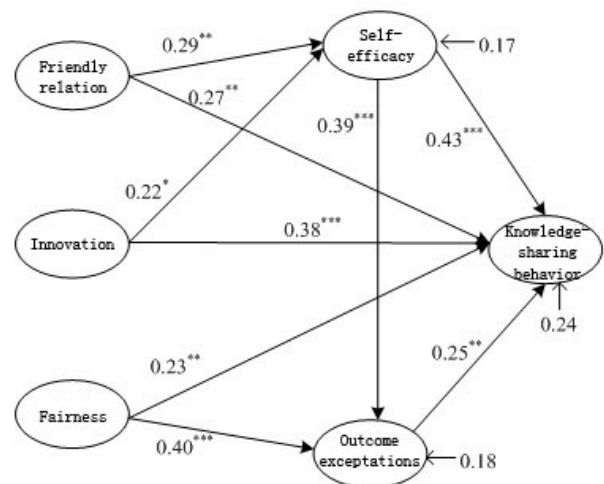 Self-
efficacy
0.17
0.29**
Friendly
relation
0.27**
0.39***
0.43***
0.22*
Innovation
0.38***
Knowledge-
sharing
behavior
0.24
0.23**
0.25**
Fairness
0.40***
Outcome
exceptations
0.18